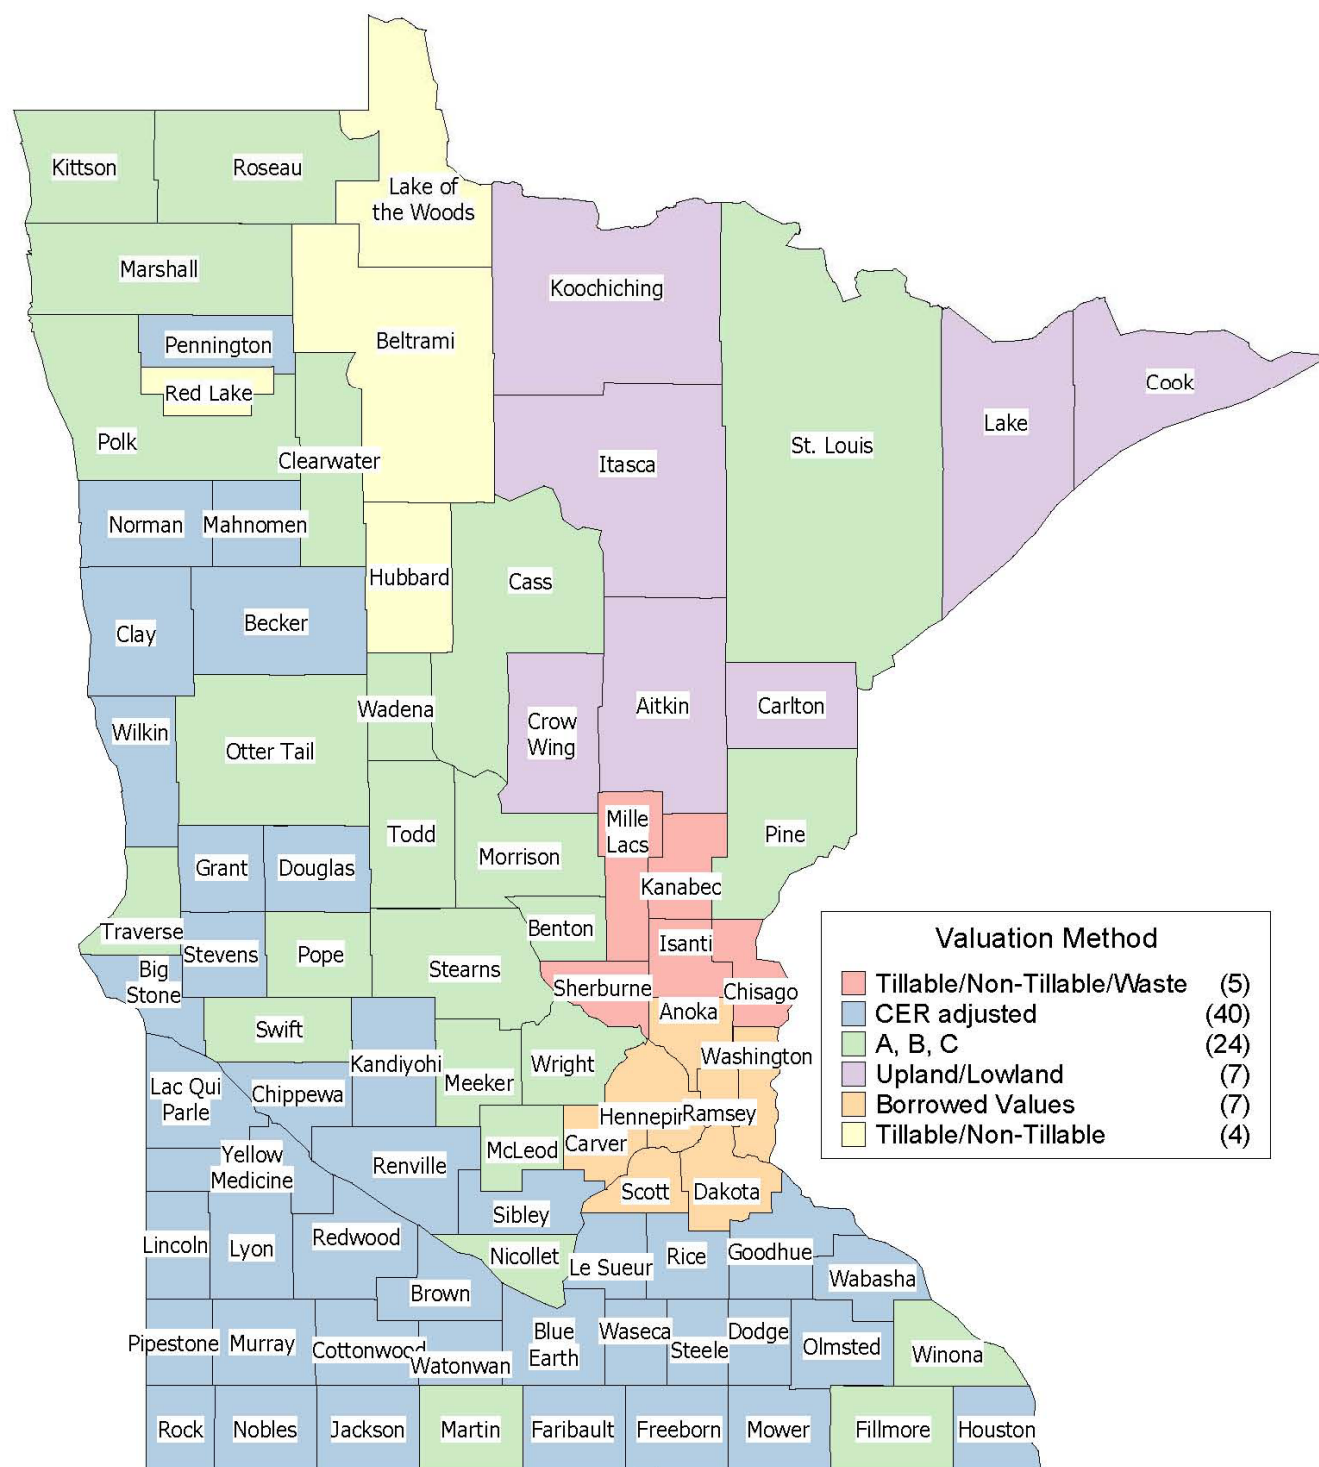 Kittson
Roseau
Lake of
the Woods
Marshall
Koochiching
Pennington
Beltrami
Red Lake
Cook
Polk
Lake
Clearwater
St. Louis
Itasca
Norman
Mahnomen
Hubbard
Cass
Clay
Becker
Wilkin
Wadena
Aitkin
Carlton
Crow
Wing
Otter Tail
Mille
Lacs
Todd
Pine
Morrison
Grant
Douglas
Kanabec
Traverse
Benton
Isanti
Stevens
Pope
Stearns
Big
Stone
Sherburne
Chisago
Anoka
Swift
Kandiyohi
Washington
Wright
Meeker
Lac Qui
Parle
Chippewa
Hennepin
Ramsey
Carver
McLeod
Yellow
Medicine
Renville
Scott
Dakota
Sibley
Lincoln
Lyon
Redwood
Nicollet
Le Sueur
Rice
Goodhue
Wabasha
Brown
Pipestone
Murray
Cottonwood
Watonwan
Blue
Earth
Waseca
Steele
Dodge
Olmsted
Winona
Rock
Nobles
Jackson
Martin
Faribault
Freeborn
Mower
Fillmore
Houston
Valuation Method
Tillable/Non-Tillable/Waste (5)
CER adjusted (40)
A, B, C (24)
Upland/Lowland (7)
Borrowed Values (7)
Tillable/Non-Tillable (4)